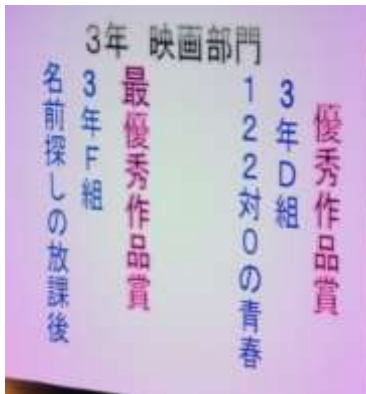 3年 映画部門
優秀作品賞
3年D組
122対0の青春
最優秀作品賞
3年F組
名前探しの放課後